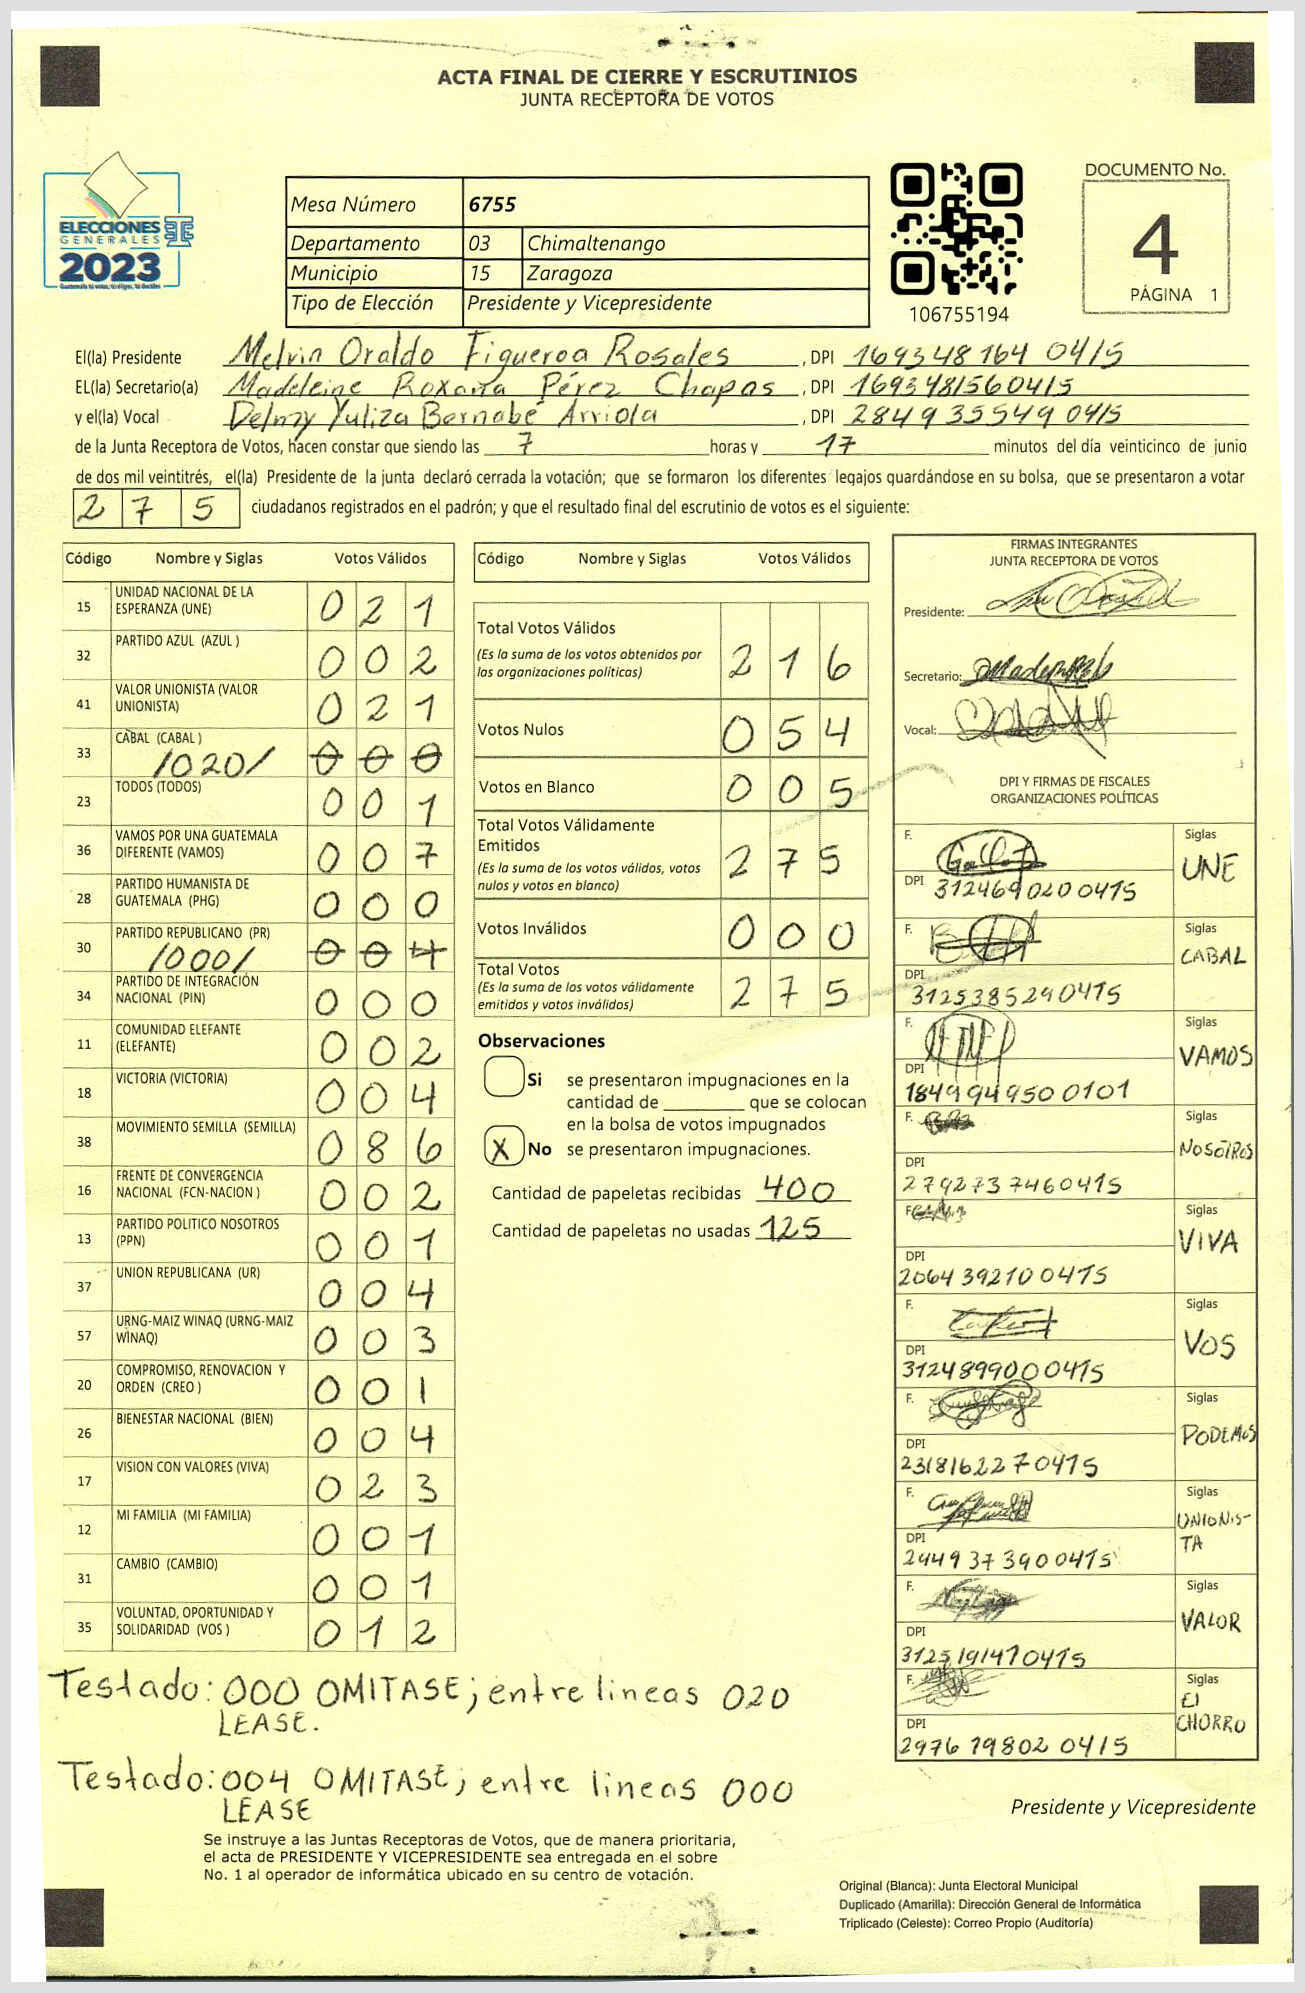 ACTA FINAL DE CIERRE Y ESCRUTINIOS
JUNTA RECEPTORA DE VOTOS
ELECCIONES
GENERALES
2023
Guatemala tú votas, tú eliges, tú decides
Mesa Número 6755
Departamento 03 Chimaltenango
Municipio 15 Zaragoza
Tipo de Elección Presidente y Vicepresidente
106755194
DOCUMENTO No.
4
PÁGINA 1
El(la) Presidente Melvin Oraldo Figueroa Rosales, DPI 169348164 0415
EL(la) Secretario(a) Madeleine Roxana Pérez Chapas, DPI 1693481560415
y el(la) Vocal Delmy Yuliza Bernabé Arriola, DPI 284935549 0415
de la Junta Receptora de Votos, hacen constar que siendo las 7 horas y 17 minutos del día veinticinco de junio
de dos mil veintitrés, el(la) Presidente de la junta declaró cerrada la votación; que se formaron los diferentes legajos guardándose en su bolsa, que se presentaron a votar
2 7 5 ciudadanos registrados en el padrón; y que el resultado final del escrutinio de votos es el siguiente:
Código Nombre y Siglas Votos Válidos
15 UNIDAD NACIONAL DE LA
ESPERANZA (UNE) 0 2 1
32 PARTIDO AZUL (AZUL ) 0 0 2
41 VALOR UNIONISTA (VALOR
UNIONISTA) 0 2 1
33 CABAL (CABAL )
/020/ 0 0 0
23 TODOS (TODOS) 0 0 1
36 VAMOS POR UNA GUATEMALA
DIFERENTE (VAMOS) 0 0 7
28 PARTIDO HUMANISTA DE
GUATEMALA (PHG) 0 0 0
30 PARTIDO REPUBLICANO (PR)
/000/ 0 0 4
34 PARTIDO DE INTEGRACIÓN
NACIONAL (PIN) 0 0 0
11 COMUNIDAD ELEFANTE
(ELEFANTE) 0 0 2
18 VICTORIA (VICTORIA) 0 0 4
38 MOVIMIENTO SEMILLA (SEMILLA) 0 8 6
16 FRENTE DE CONVERGENCIA
NACIONAL (FCN-NACION ) 0 0 2
13 PARTIDO POLITICO NOSOTROS
(PPN) 0 0 1
37 UNION REPUBLICANA (UR) 0 0 4
57 URNG-MAIZ WINAQ (URNG-MAIZ
WINAQ) 0 0 3
20 COMPROMISO, RENOVACION Y
ORDEN (CREO ) 0 0 1
26 BIENESTAR NACIONAL (BIEN) 0 0 4
17 VISION CON VALORES (VIVA) 0 2 3
12 MI FAMILIA (MI FAMILIA) 0 0 1
31 CAMBIO (CAMBIO) 0 0 1
35 VOLUNTAD, OPORTUNIDAD Y
SOLIDARIDAD (VOS ) 0 1 2
Código Nombre y Siglas Votos Válidos
Total Votos Válidos
(Es la suma de los votos obtenidos por
las organizaciones políticas) 2 1 6
Votos Nulos 0 5 4
Votos en Blanco 0 0 5
Total Votos Válidamente
Emitidos
(Es la suma de los votos válidos, votos
nulos y votos en blanco) 2 7 5
Votos Inválidos 0 0 0
Total Votos
(Es la suma de los votos válidamente
emitidos y votos inválidos) 2 7 5
Observaciones
Si se presentaron impugnaciones en la
cantidad de ________ que se colocan
en la bolsa de votos impugnados
X No se presentaron impugnaciones.
Cantidad de papeletas recibidas 400
Cantidad de papeletas no usadas 125
FIRMAS INTEGRANTES
JUNTA RECEPTORA DE VOTOS
Presidente:
Secretario:
Vocal:
DPI Y FIRMAS DE FISCALES
ORGANIZACIONES POLÍTICAS
F. Siglas
UNE
DPI 3124690200415
F. Siglas
CABAL
DPI 3125385290415
F. Siglas
VAMOS
DPI 1849949500101
F. Siglas
NOSOTROS
DPI 2792737460415
F. Siglas
VIVA
DPI 2064392100415
F. Siglas
VOS
DPI 3124899000415
F. Siglas
PODEMOS
DPI 2318162270415
F. Siglas
UNIONIS-
TA
DPI 2449373900415
F. Siglas
VALOR
DPI 3125191470415
F. Siglas
El
CHORRO
DPI 2976798020415
Testado: 000 OMITASE; entre lineas 020
LEASE.
Testado: 004 OMITASE; entre lineas 000
LEASE
Presidente y Vicepresidente
Se instruye a las Juntas Receptoras de Votos, que de manera prioritaria,
el acta de PRESIDENTE Y VICEPRESIDENTE sea entregada en el sobre
No. 1 al operador de informática ubicado en su centro de votación.
Original (Blanca): Junta Electoral Municipal
Duplicado (Amarilla): Dirección General de Informática
Triplicado (Celeste): Correo Propio (Auditoría)